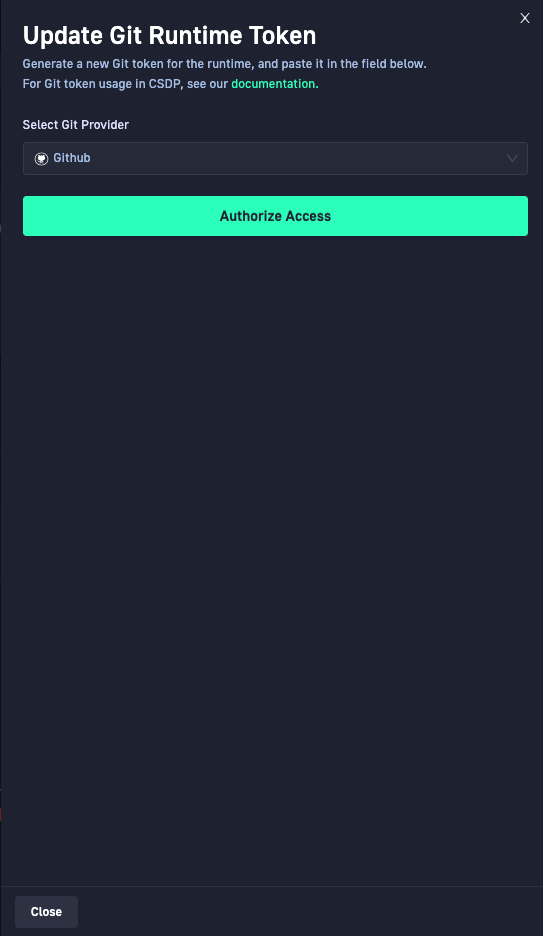 X
Update Git Runtime Token
Generate a new Git token for the runtime, and paste it in the field below.
For Git token usage in CSDP, see our documentation.
Select Git Provider
Github
Authorize Access
Close